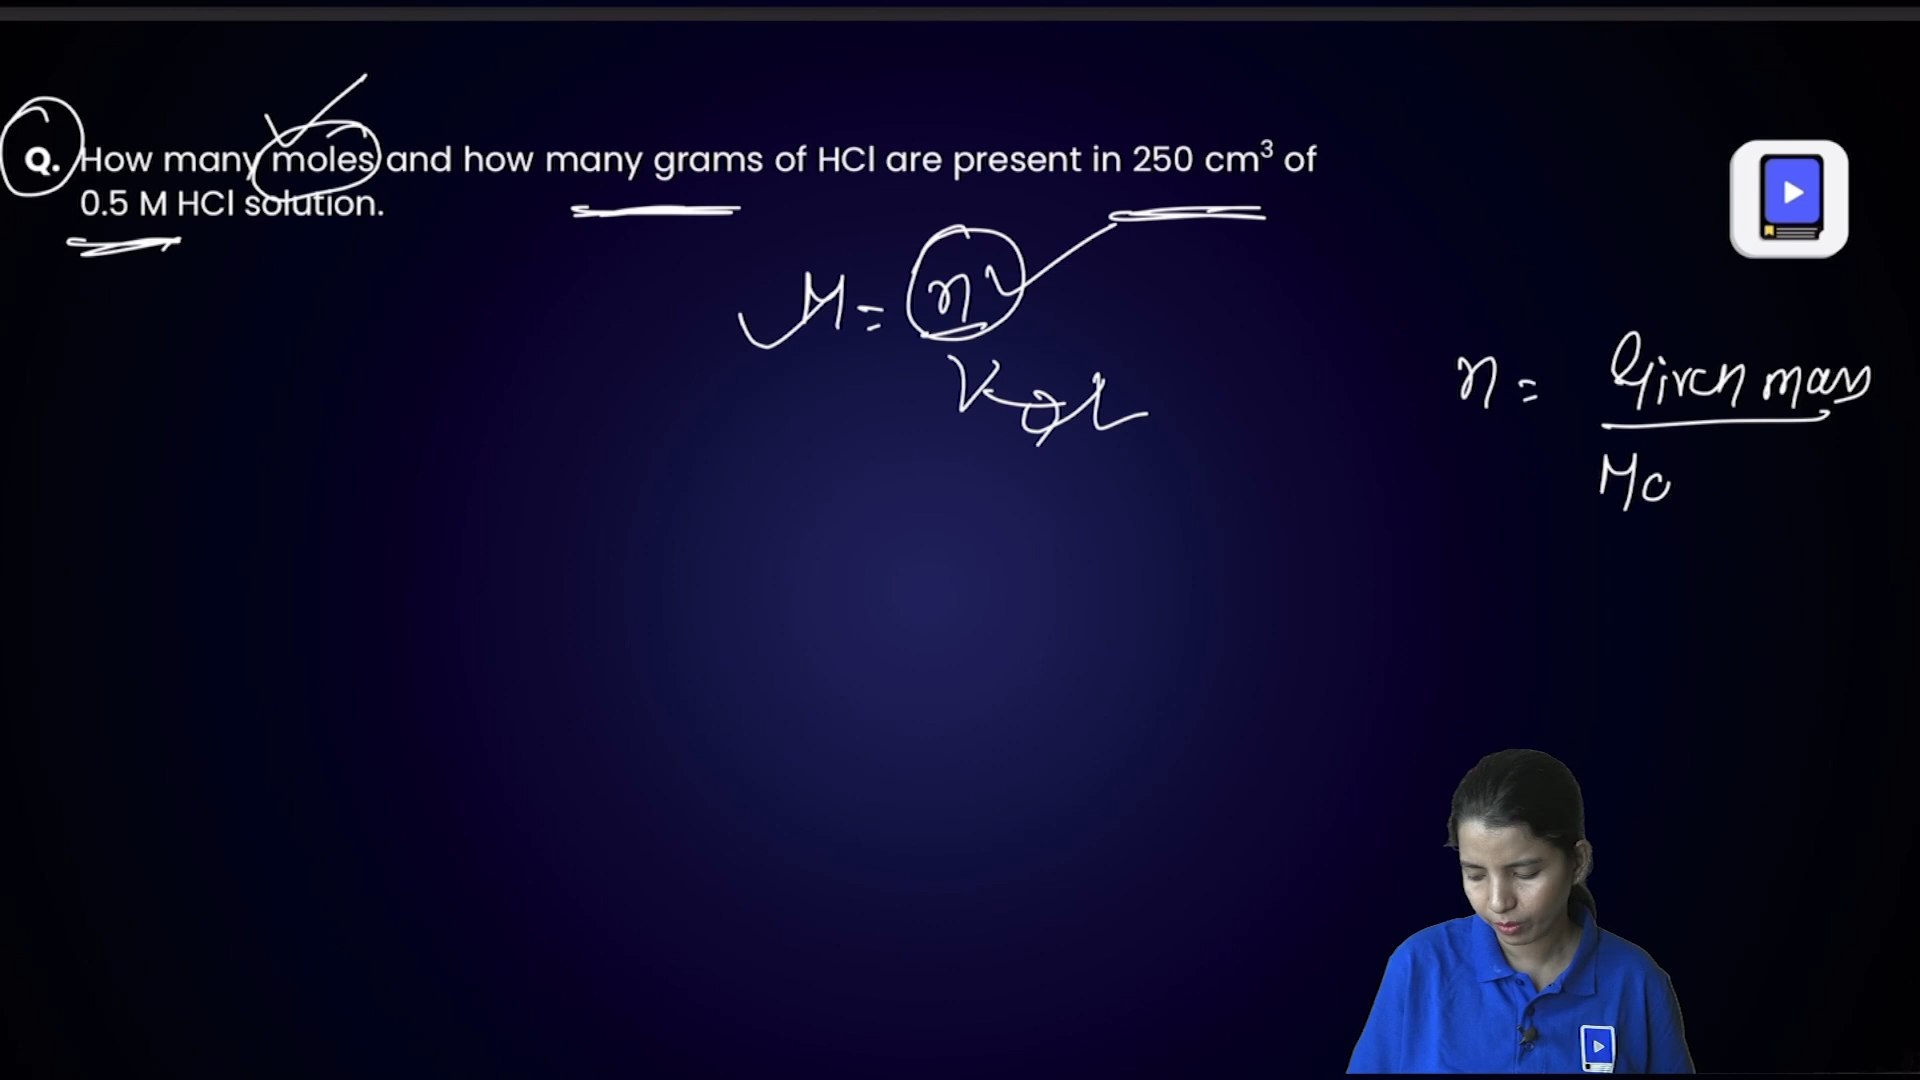 Q. How many moles and how many grams of HCl are present in 250 cm³ of
0.5 M HCl solution.
M = n
V of L
n = Given mass
Mo